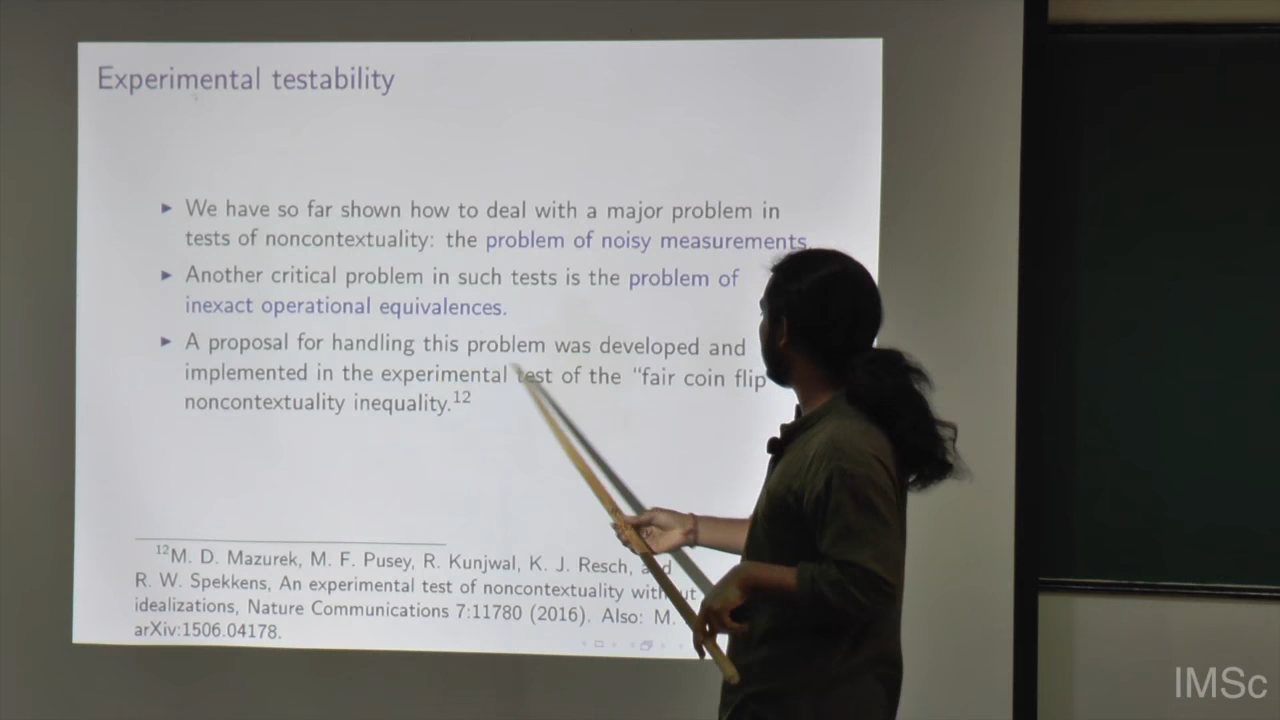 Experimental testability
▶ We have so far shown how to deal with a major problem in
tests of noncontextuality: the problem of noisy measurements.
▶ Another critical problem in such tests is the problem of
inexact operational equivalences.
▶ A proposal for handling this problem was developed and
implemented in the experimental test of the “fair coin flip”
noncontextuality inequality.12
12M. D. Mazurek, M. F. Pusey, R. Kunjwal, K. J. Resch, and
R. W. Spekkens, An experimental test of noncontextuality without
idealizations, Nature Communications 7:11780 (2016). Also: M.
arXiv:1506.04178.
IMSc